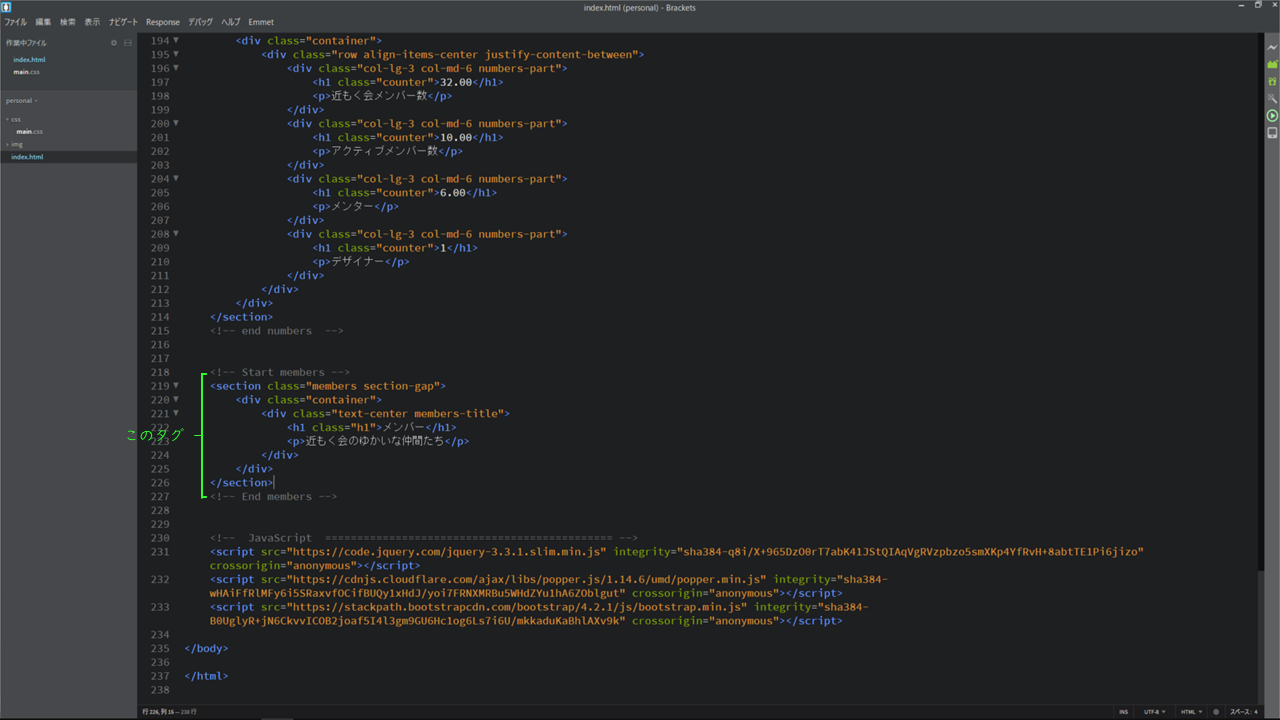 index.html (personal) - Brackets
ファイル 編集 検索 表示 ナビゲート Response デバッグ ヘルプ Emmet
作業中ファイル
index.html
main.css
personal
css
main.css
img
index.html
194 <div class="container">
195 <div class="row align-items-center justify-content-between">
196 <div class="col-lg-3 col-md-6 numbers-part">
197 <h1 class="counter">32.00</h1>
198 <p>近もく会メンバー数</p>
199 </div>
200 <div class="col-lg-3 col-md-6 numbers-part">
201 <h1 class="counter">10.00</h1>
202 <p>アクティブメンバー数</p>
203 </div>
204 <div class="col-lg-3 col-md-6 numbers-part">
205 <h1 class="counter">6.00</h1>
206 <p>メンター</p>
207 </div>
208 <div class="col-lg-3 col-md-6 numbers-part">
209 <h1 class="counter">1</h1>
210 <p>デザイナー</p>
211 </div>
212 </div>
213 </div>
214 </section>
215 <!-- end numbers -->
216
217
218 <!-- Start members -->
219 <section class="members section-gap">
220 <div class="container">
221 <div class="text-center members-title">
222 <h1 class="h1">メンバー</h1>
このタグ
223 <p>近もく会のゆかいな仲間たち</p>
224 </div>
225 </div>
226 </section>
227 <!-- End members -->
228
229
230 <!-- JavaScript ============================================= -->
231 <script src="https://code.jquery.com/jquery-3.3.1.slim.min.js" integrity="sha384-q8i/X+965DzO0rT7abK41JStQIAqVgRVzpbzo5smXKp4YfRvH+8abtTE1Pi6jizo"
crossorigin="anonymous"></script>
232 <script src="https://cdnjs.cloudflare.com/ajax/libs/popper.js/1.14.6/umd/popper.min.js" integrity="sha384-
wHAiFfRlMFy6i5SRaxvfOCifBUQy1xHdJ/yoi7FRNXMRBu5WHdZYu1hA6ZOblgut" crossorigin="anonymous"></script>
233 <script src="https://stackpath.bootstrapcdn.com/bootstrap/4.2.1/js/bootstrap.min.js" integrity="sha384-
B0UglyR+jN6CkvvICOB2joaf5I4l3gm9GU6Hc1og6Ls7i6U/mkkaduKaBhlAXv9k" crossorigin="anonymous"></script>
234
235 </body>
236
237 </html>
238
行 226, 列 15 — 238 行 INS UTF-8 HTML スペース: 4